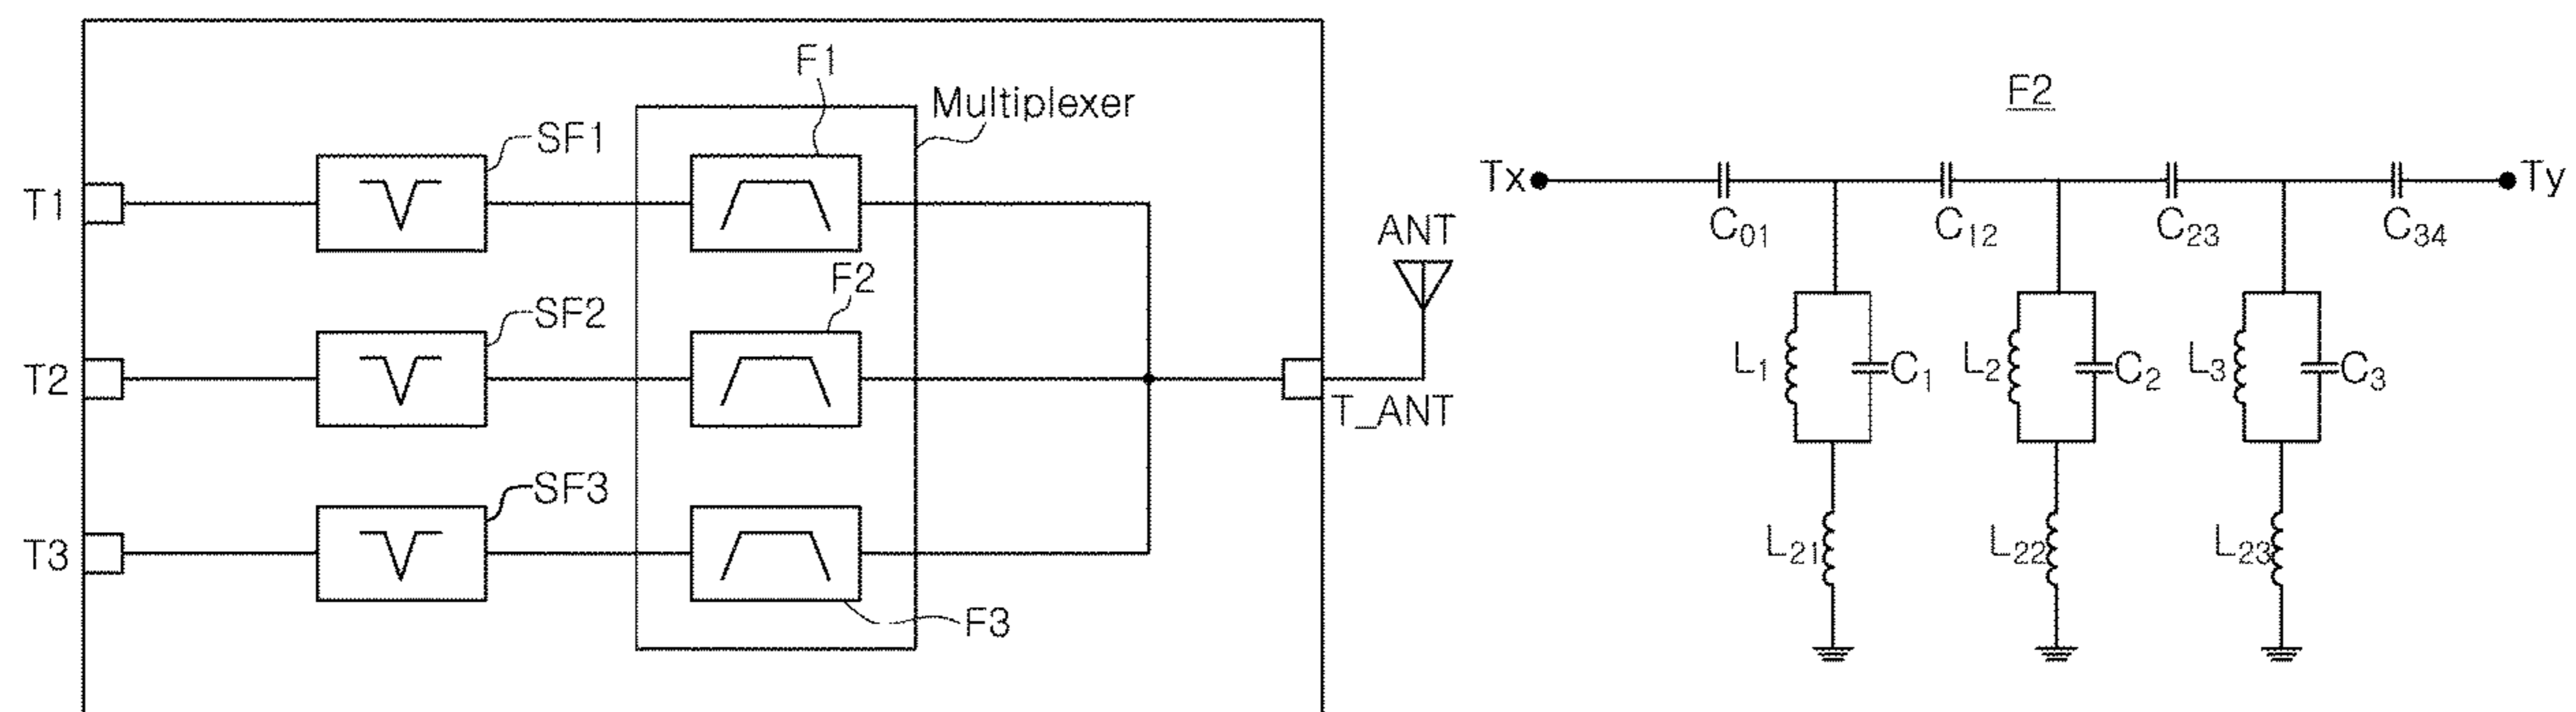 F1
Multiplexer
SF1
T1
F2
SF2
T2
ANT
T_ANT
SF3
T3
F3
F2
Tx
Ty
C₀₁
C₁₂
C₂₃
C₃₄
L₁
C₁
L₂
C₂
L₃
C₃
L₂₁
L₂₂
L₂₃